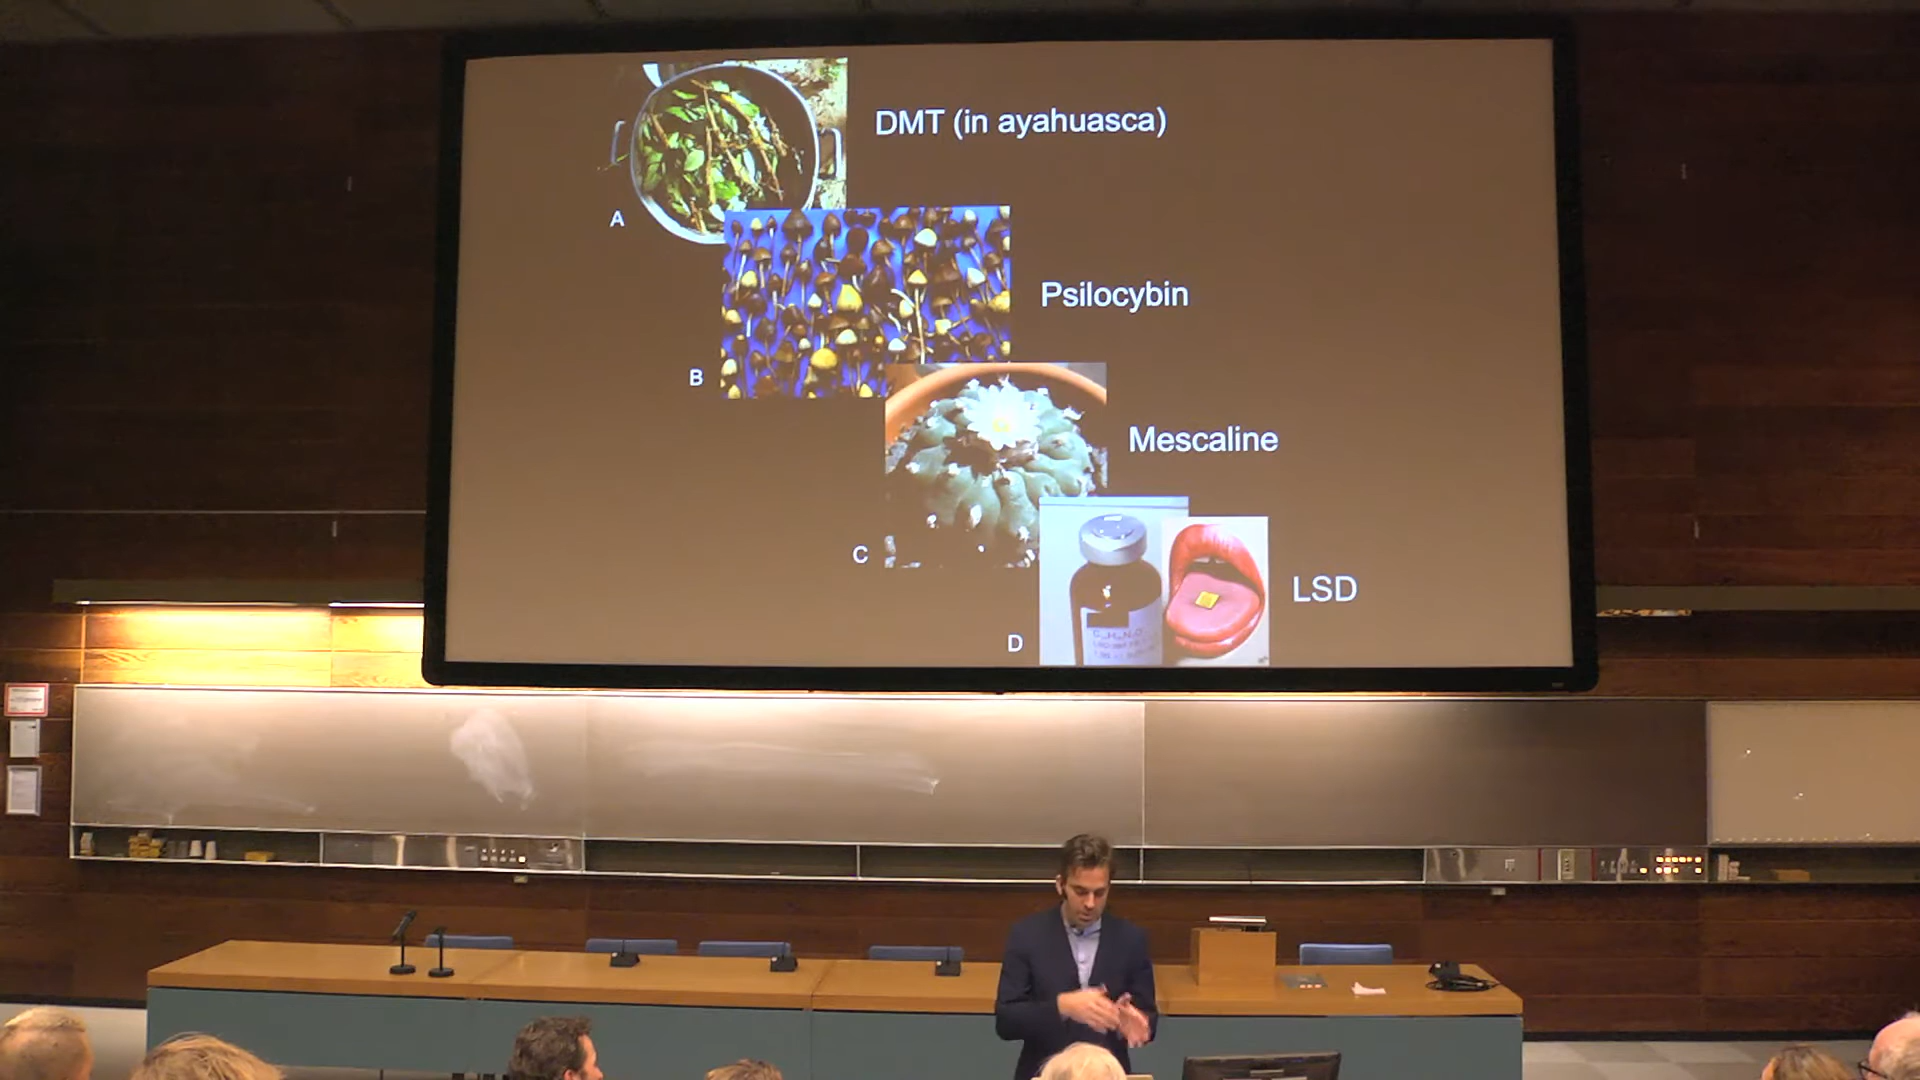 DMT (in ayahuasca)
A
Psilocybin
B
Mescaline
C
LSD
D